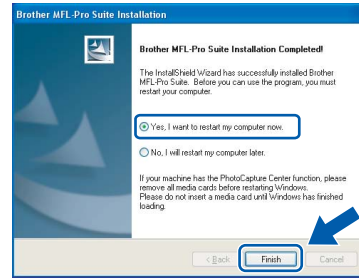 Brother MFL-Pro Suite Installation
Brother MFL-Pro Suite Installation Completed!
The InstallShield Wizard has successfully installed Brother
MFL-Pro Suite. Before you can use the program, you must
restart your computer.
Yes, I want to restart my computer now.
No, I will restart my computer later.
If your machine has the PhotoCapture Center function, please
remove all media cards before restarting Windows.
Please do not insert a media card until Windows has finished
loading.
< Back Finish Cancel